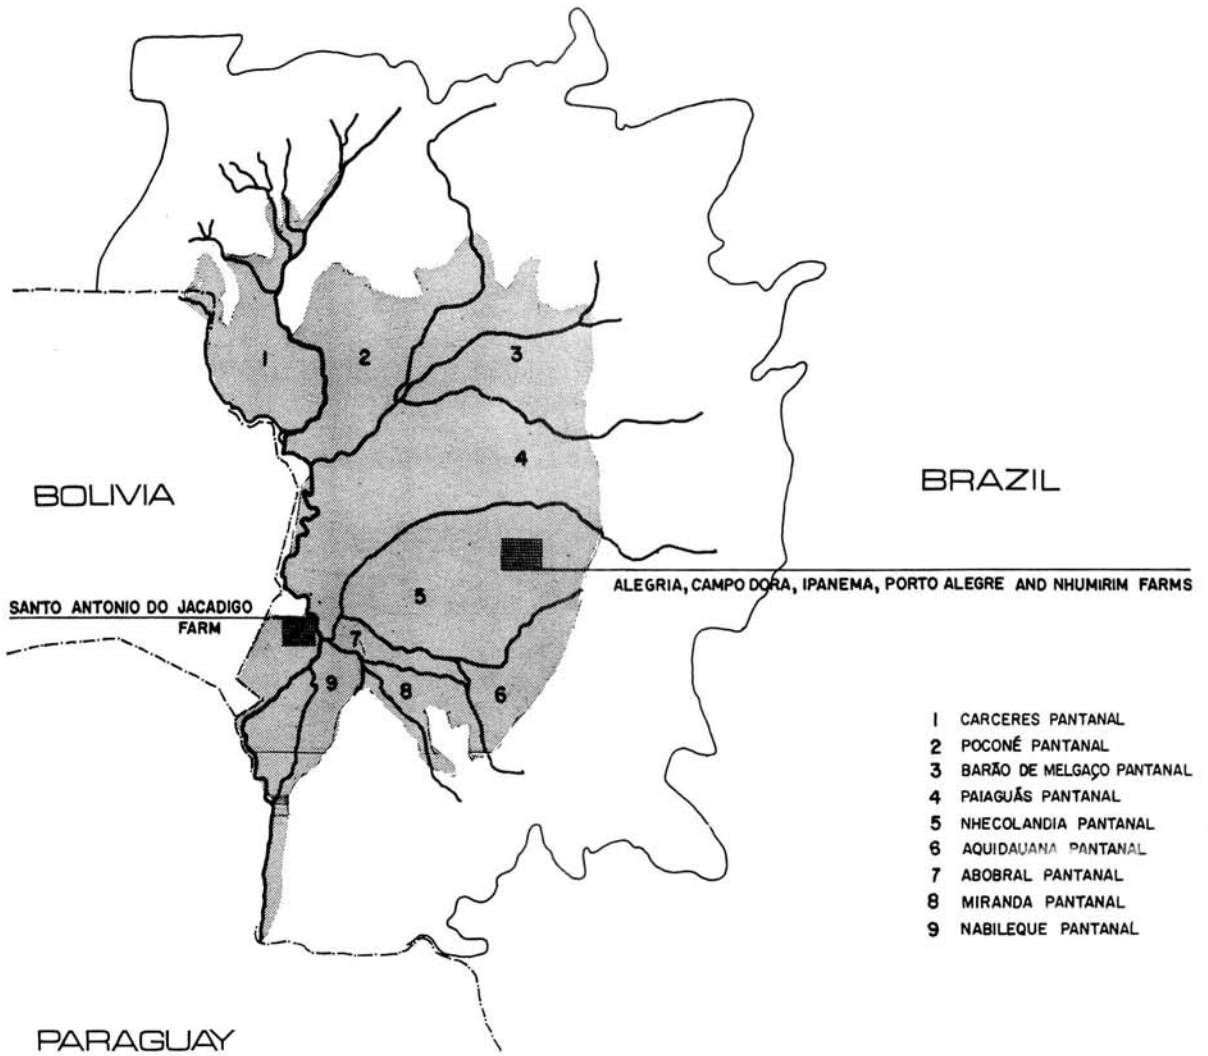 1
2
3
4
BOLIVIA
BRAZIL
ALEGRIA, CAMPO DORA, IPANEMA, PORTO ALEGRE AND NHUMIRIM FARMS
5
SANTO ANTONIO DO JACADIGO
FARM
7
9
8
6
1 CARCERES PANTANAL
2 POCONÉ PANTANAL
3 BARÃO DE MELGAÇO PANTANAL
4 PAIAGUÁS PANTANAL
5 NHECOLANDIA PANTANAL
6 AQUIDAUANA PANTANAL
7 ABOBRAL PANTANAL
8 MIRANDA PANTANAL
9 NABILEQUE PANTANAL
PARAGUAY